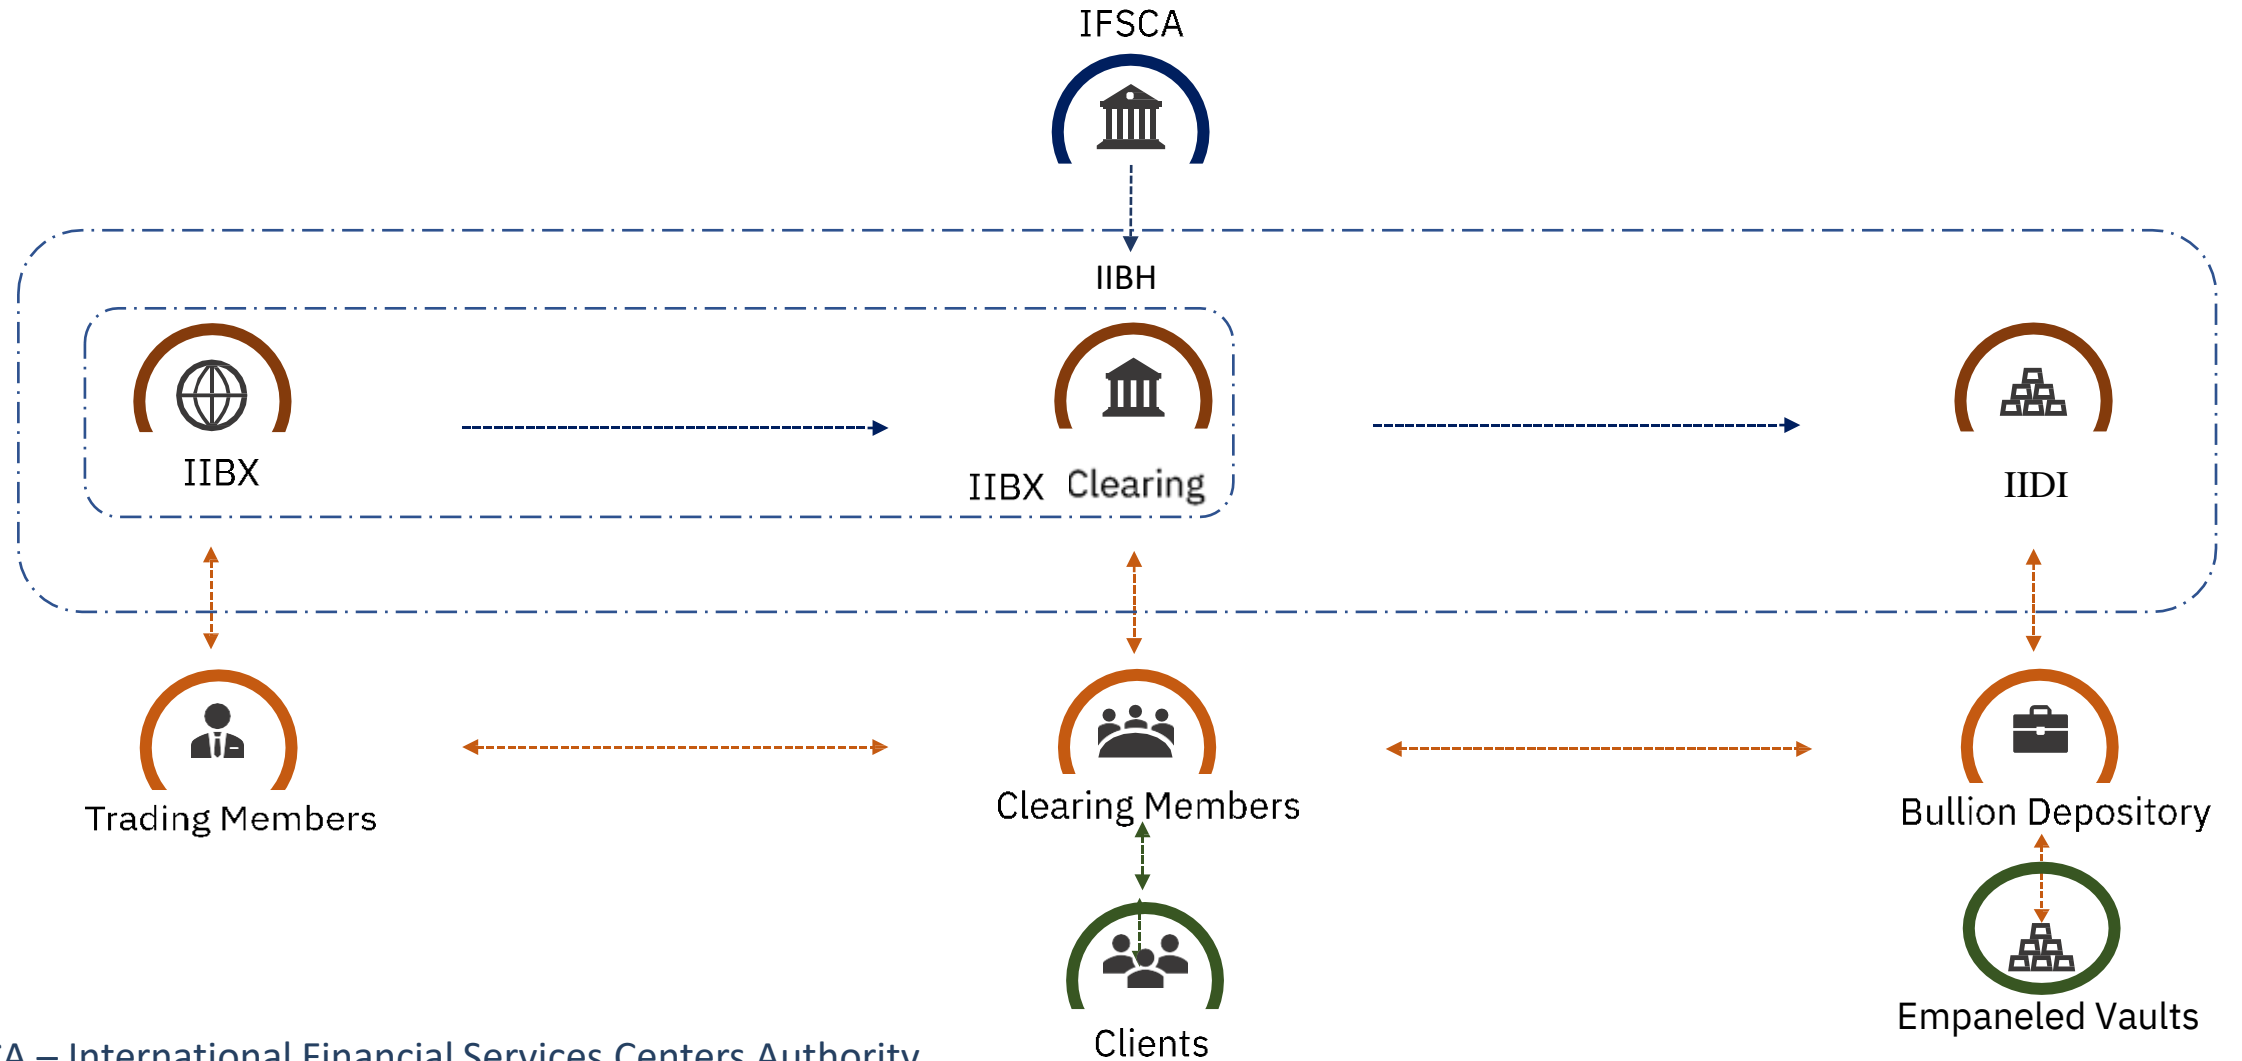 IFSCA
IIBH
IIBX
IIBX Clearing
IIDI
Trading Members
Clearing Members
Bullion Depository
Empaneled Vaults
Clients
– International Financial Services Centers Authority